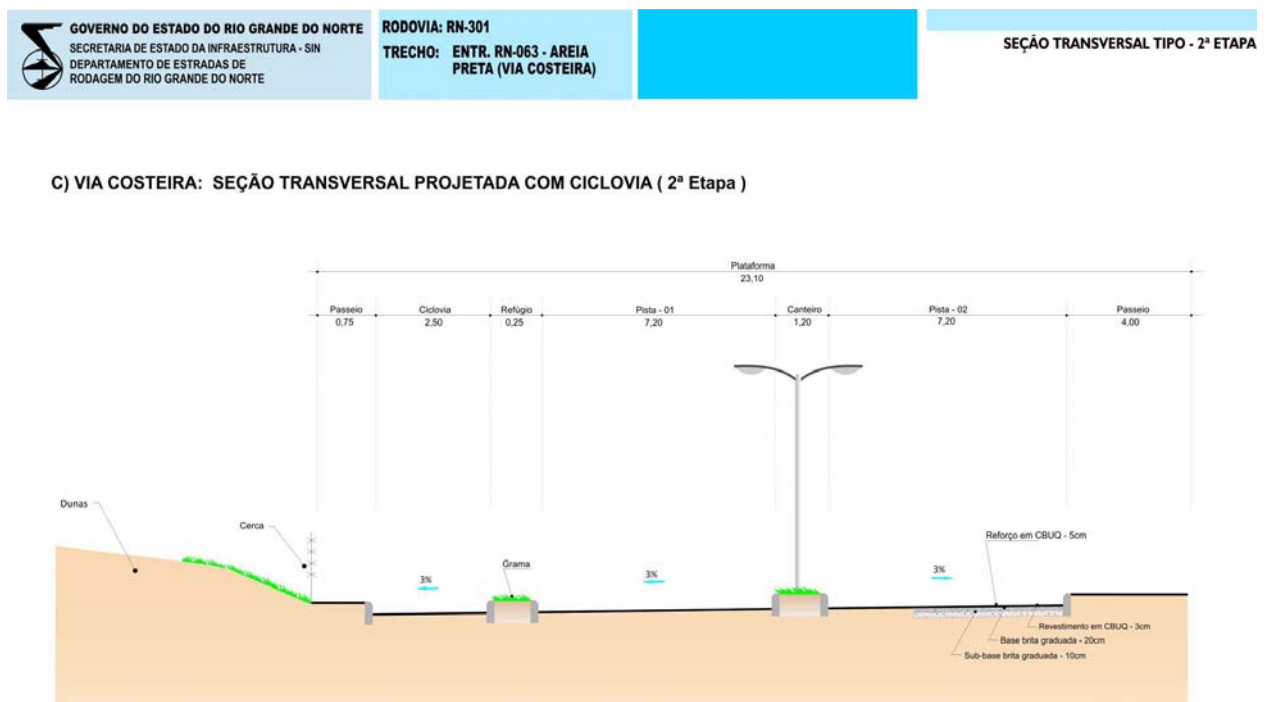 GOVERNO DO ESTADO DO RIO GRANDE DO NORTE
SECRETARIA DE ESTADO DA INFRAESTRUTURA - SIN
DEPARTAMENTO DE ESTRADAS DE
RODAGEM DO RIO GRANDE DO NORTE
RODOVIA: RN-301
TRECHO: ENTR. RN-063 - AREIA
PRETA (VIA COSTEIRA)
SEÇÃO TRANSVERSAL TIPO - 2ª ETAPA
C) VIA COSTEIRA: SEÇÃO TRANSVERSAL PROJETADA COM CICLOVIA ( 2ª Etapa )
Plataforma
23,10
Passeio Ciclovia Refúgio Pista - 01 Canteiro Pista - 02 Passeio
0,75 2,50 0,25 7,20 1,20 7,20 4,00
Dunas
Cerca
Reforço em CBUQ - 5cm
Grama
3% 3% 3%
Revestimento em CBUQ - 3cm
Base brita graduada - 20cm
Sub-base brita graduada - 10cm